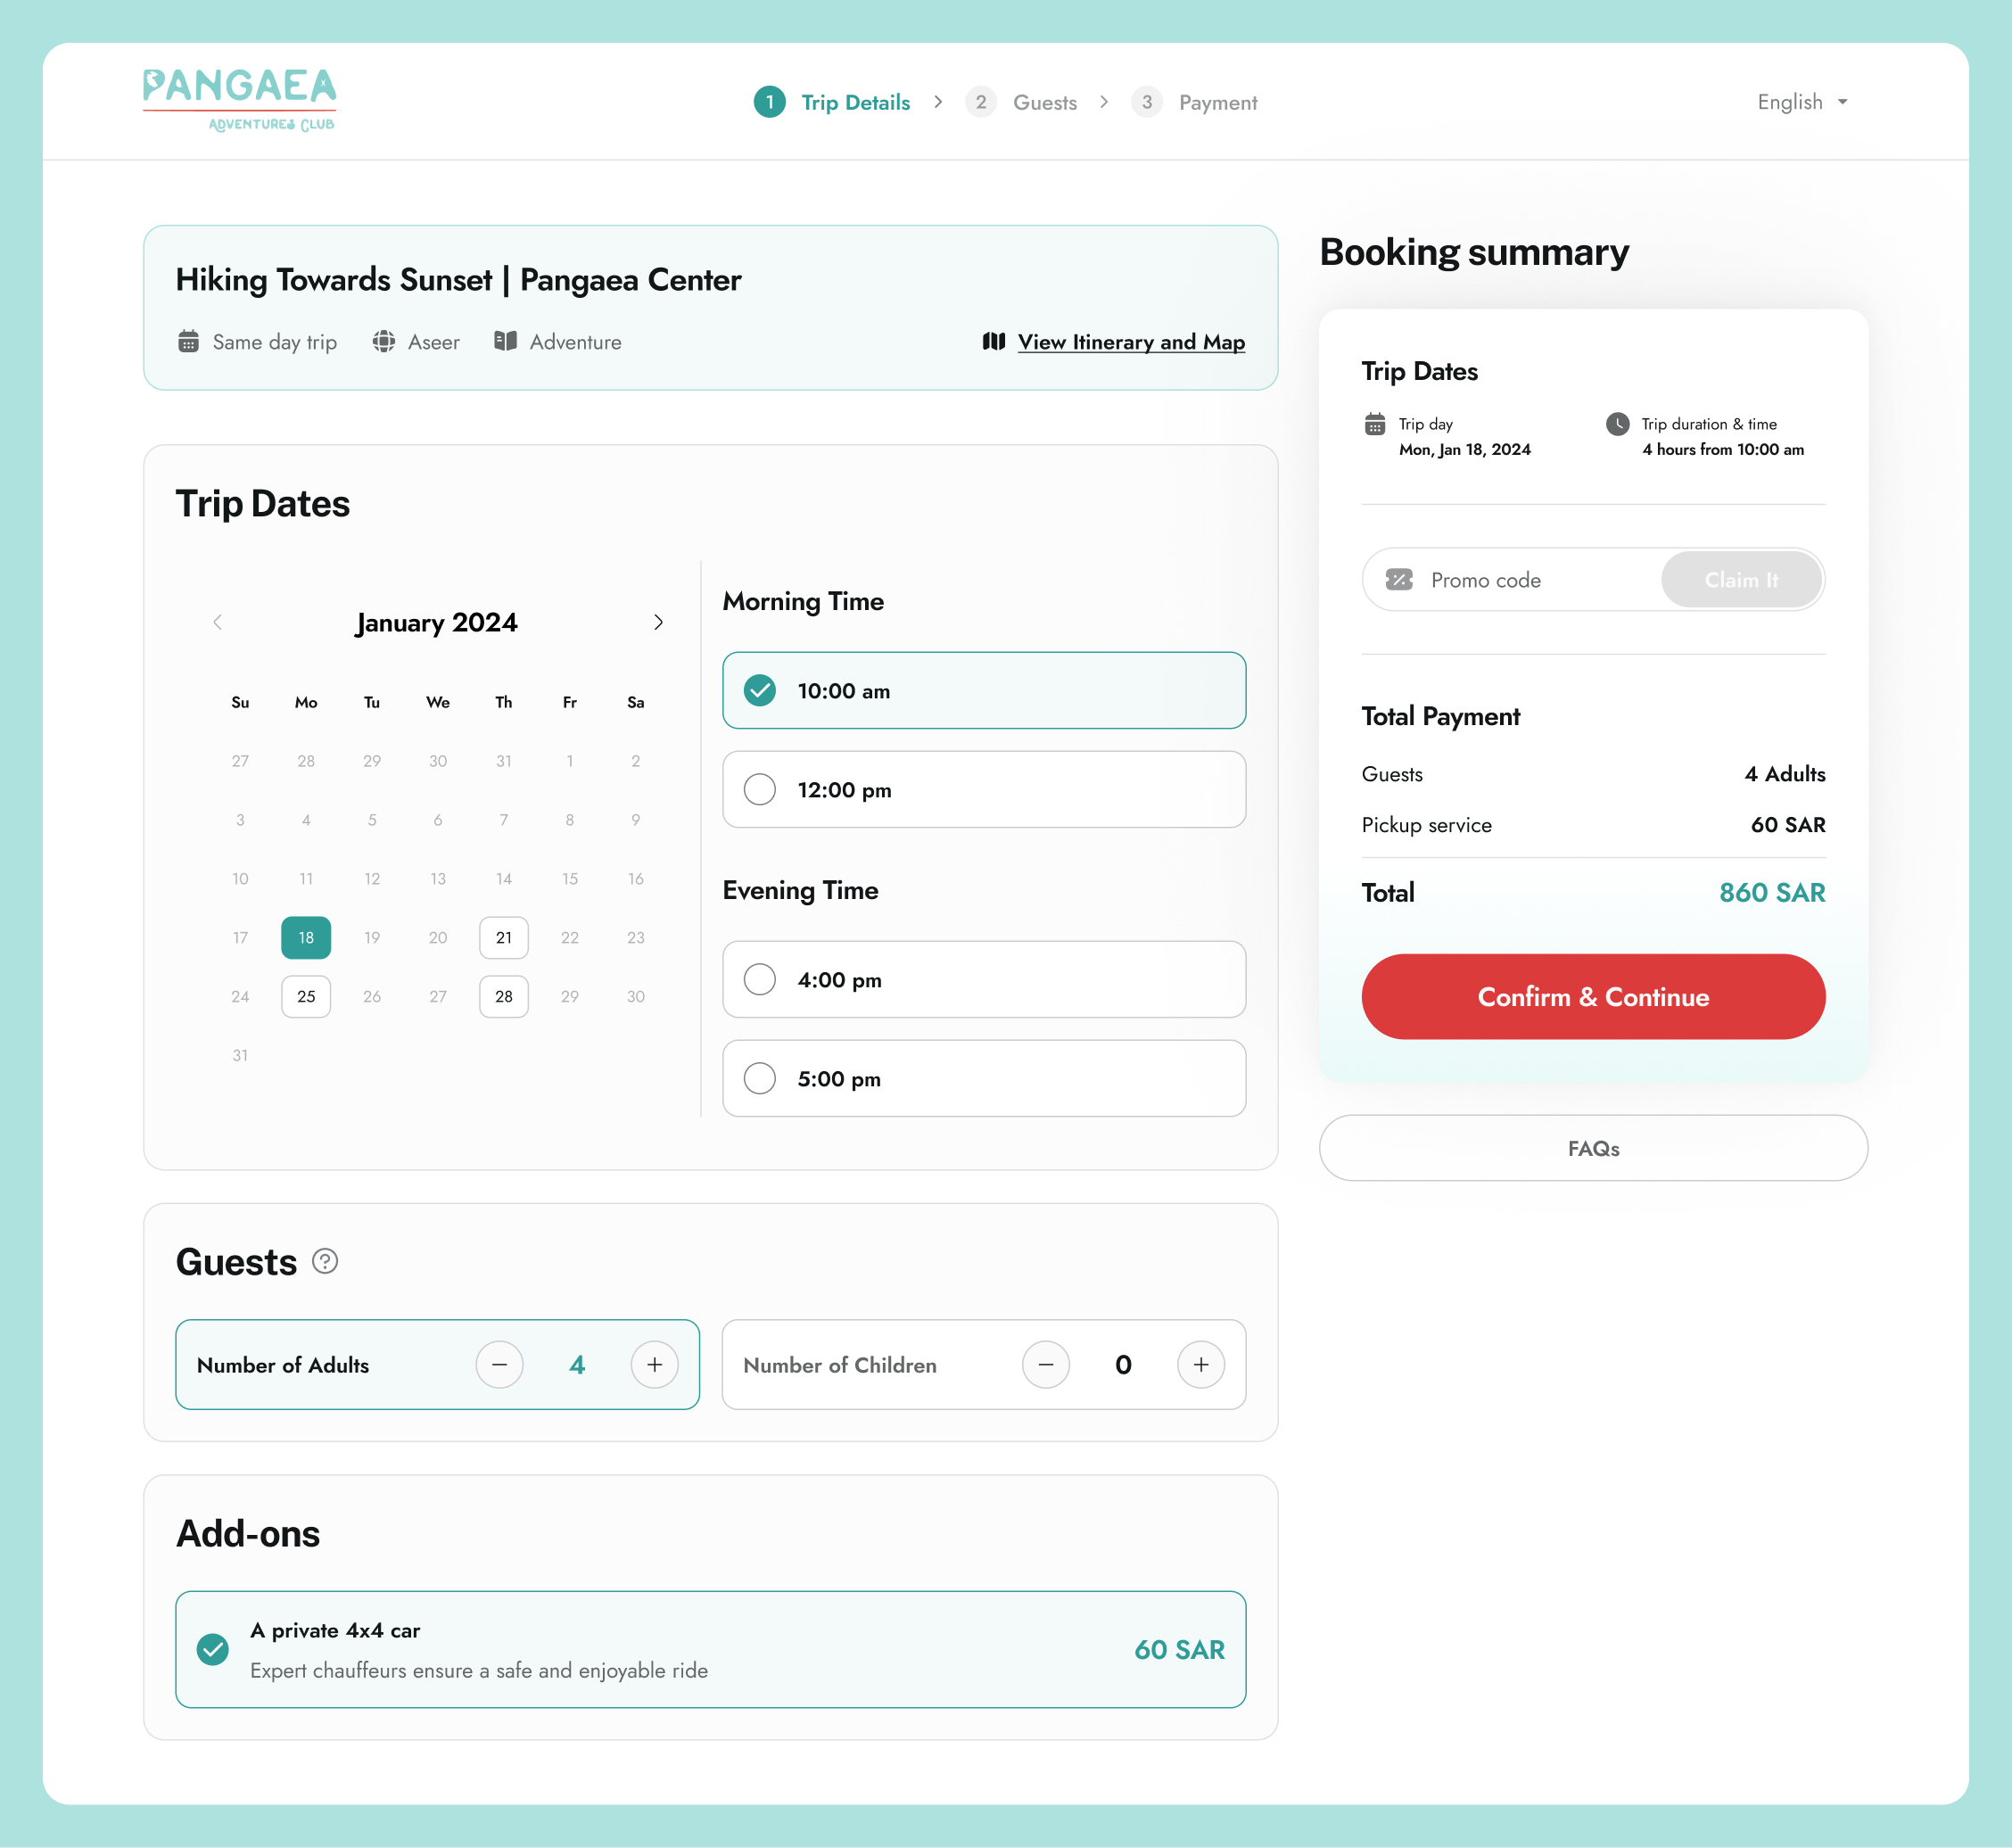 PANGAEA
ADVENTURES CLUB
1 Trip Details > 2 Guests > 3 Payment
English
Hiking Towards Sunset | Pangaea Center
Same day trip Aseer Adventure View Itinerary and Map
Trip Dates
January 2024
Su Mo Tu We Th Fr Sa
27 28 29 30 31 1 2
3 4 5 6 7 8 9
10 11 12 13 14 15 16
17 18 19 20 21 22 23
24 25 26 27 28 29 30
31
Morning Time
10:00 am
12:00 pm
Evening Time
4:00 pm
5:00 pm
Guests ?
Number of Adults − 4 +
Number of Children − 0 +
Add-ons
A private 4x4 car
Expert chauffeurs ensure a safe and enjoyable ride
60 SAR
Booking summary
Trip Dates
Trip day
Mon, Jan 18, 2024
Trip duration & time
4 hours from 10:00 am
Promo code Claim It
Total Payment
Guests 4 Adults
Pickup service 60 SAR
Total 860 SAR
Confirm & Continue
FAQs